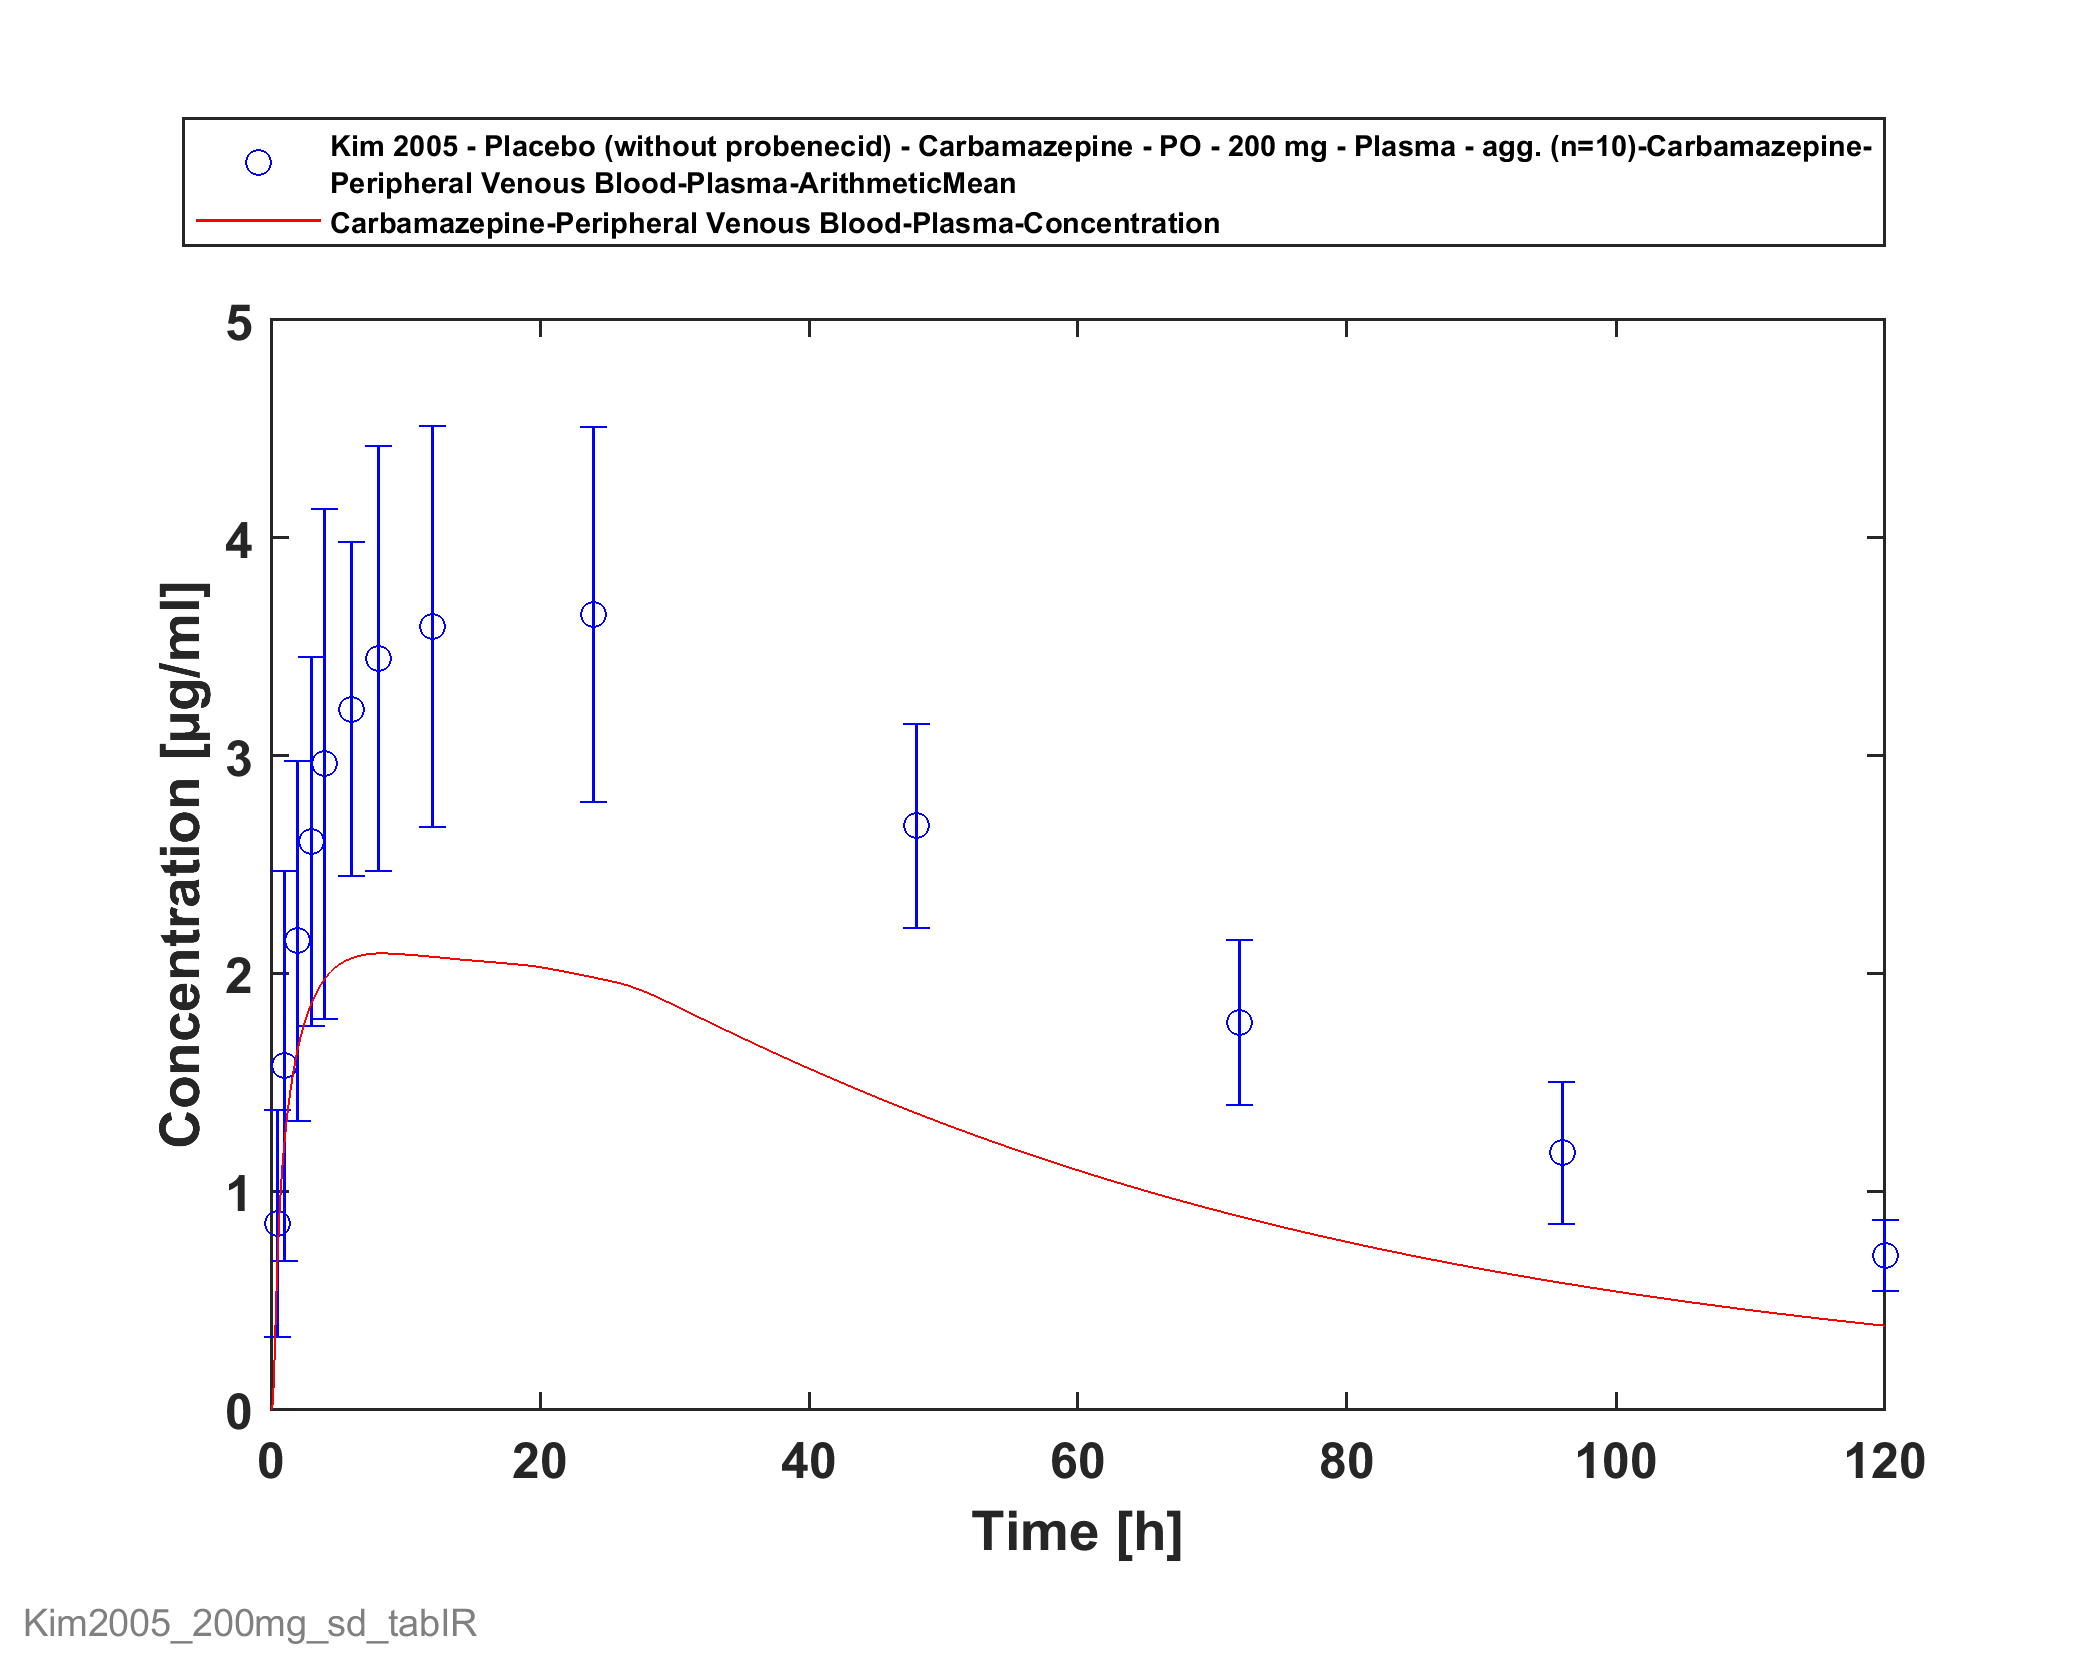 Kim 2005 - Placebo (without probenecid) - Carbamazepine - PO - 200 mg - Plasma - agg. (n=10)-Carbamazepine-
Peripheral Venous Blood-Plasma-ArithmeticMean
Carbamazepine-Peripheral Venous Blood-Plasma-Concentration
5
4
3
2
1
0
Concentration [µg/ml]
0 20 40 60 80 100 120
Time [h]
Kim2005_200mg_sd_tabIR